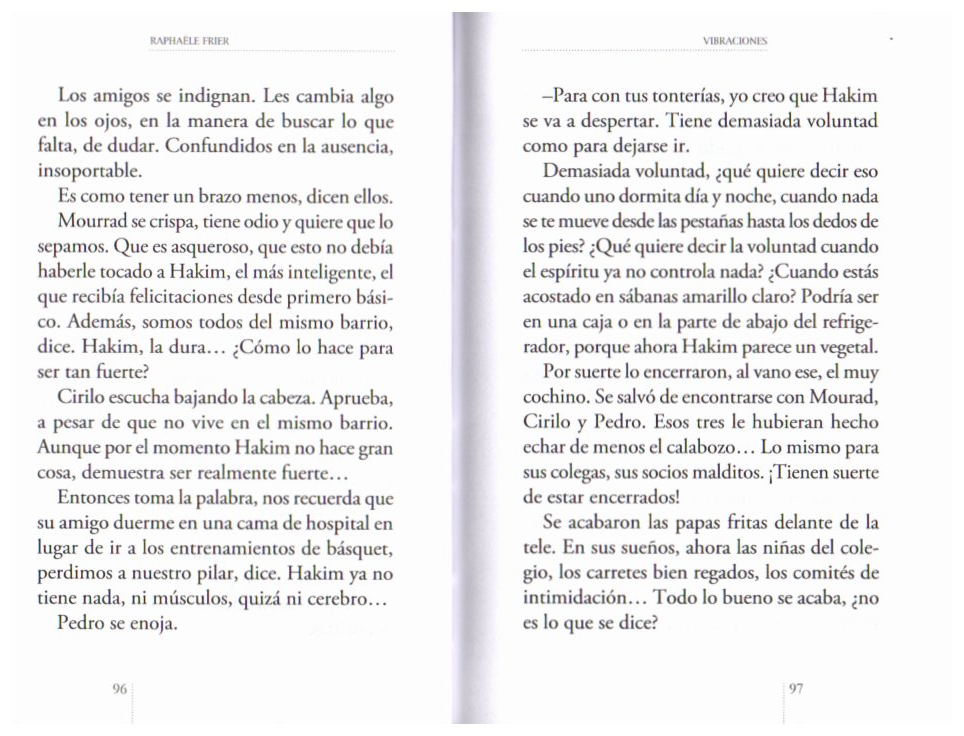 RAPHAËLE FRIER
Los amigos se indignan. Les cambia algo
en los ojos, en la manera de buscar lo que
falta, de dudar. Confundidos en la ausencia,
insoportable.
Es como tener un brazo menos, dicen ellos.
Mourrad se crispa, tiene odio y quiere que lo
sepamos. Que es asqueroso, que esto no debía
haberle tocado a Hakim, el más inteligente, el
que recibía felicitaciones desde primero bási-
co. Además, somos todos del mismo barrio,
dice. Hakim, la dura... ¿Cómo lo hace para
ser tan fuerte?
Cirilo escucha bajando la cabeza. Aprueba,
a pesar de que no vive en el mismo barrio.
Aunque por el momento Hakim no hace gran
cosa, demuestra ser realmente fuerte...
Entonces toma la palabra, nos recuerda que
su amigo duerme en una cama de hospital en
lugar de ir a los entrenamientos de básquet,
perdimos a nuestro pilar, dice. Hakim ya no
tiene nada, ni músculos, quizá ni cerebro...
Pedro se enoja.
96
VIBRACIONES
–Para con tus tonterías, yo creo que Hakim
se va a despertar. Tiene demasiada voluntad
como para dejarse ir.
Demasiada voluntad, ¿qué quiere decir eso
cuando uno dormita día y noche, cuando nada
se te mueve desde las pestañas hasta los dedos de
los pies? ¿Qué quiere decir la voluntad cuando
el espíritu ya no controla nada? ¿Cuando estás
acostado en sábanas amarillo claro? Podría ser
en una caja o en la parte de abajo del refrige-
rador, porque ahora Hakim parece un vegetal.
Por suerte lo encerraron, al vano ese, el muy
cochino. Se salvó de encontrarse con Mourad,
Cirilo y Pedro. Esos tres le hubieran hecho
echar de menos el calabozo... Lo mismo para
sus colegas, sus socios malditos. ¡Tienen suerte
de estar encerrados!
Se acabaron las papas fritas delante de la
tele. En sus sueños, ahora las niñas del cole-
gio, los carretes bien regados, los comités de
intimidación... Todo lo bueno se acaba, ¿no
es lo que se dice?
97